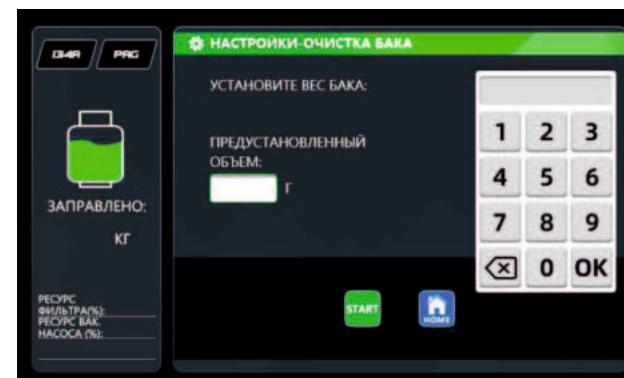 134A PAG
ЗАПРАВЛЕНО:
КГ
РЕСУРС
ФИЛЬТРА(%):
РЕСУРС ВАК.
НАСОСА (%):
НАСТРОЙКИ-ОЧИСТКА БАКА
УСТАНОВИТЕ ВЕС БАКА:
ПРЕДУСТАНОВЛЕННЫЙ
ОБЪЕМ:
Г
1 2 3
4 5 6
7 8 9
0 OK
START
HOME